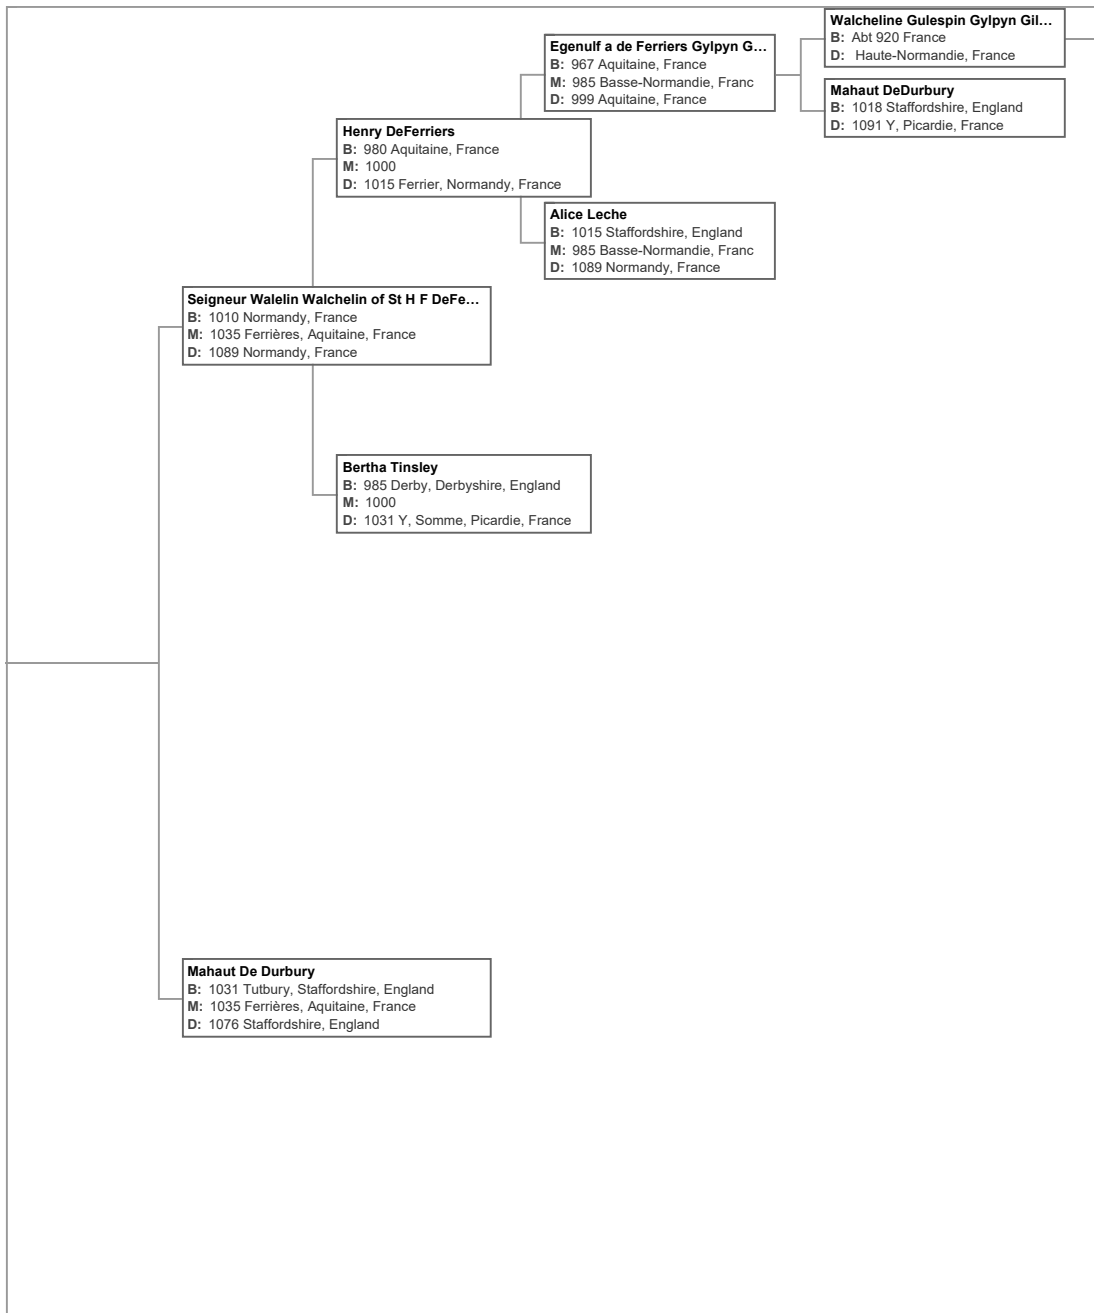 Walcheline Gulespin Gylpyn Gil…
B: Abt 920 France
D: Haute-Normandie, France
Egenulf a de Ferriers Gylpyn G…
B: 967 Aquitaine, France
M: 985 Basse-Normandie, Franc
D: 999 Aquitaine, France
Mahaut DeDurbury
B: 1018 Staffordshire, England
D: 1091 Y, Picardie, France
Henry DeFerriers
B: 980 Aquitaine, France
M: 1000
D: 1015 Ferrier, Normandy, France
Alice Leche
B: 1015 Staffordshire, England
M: 985 Basse-Normandie, Franc
D: 1089 Normandy, France
Seigneur Walelin Walchelin of St H F DeFe…
B: 1010 Normandy, France
M: 1035 Ferrières, Aquitaine, France
D: 1089 Normandy, France
Bertha Tinsley
B: 985 Derby, Derbyshire, England
M: 1000
D: 1031 Y, Somme, Picardie, France
Mahaut De Durbury
B: 1031 Tutbury, Staffordshire, England
M: 1035 Ferrières, Aquitaine, France
D: 1076 Staffordshire, England